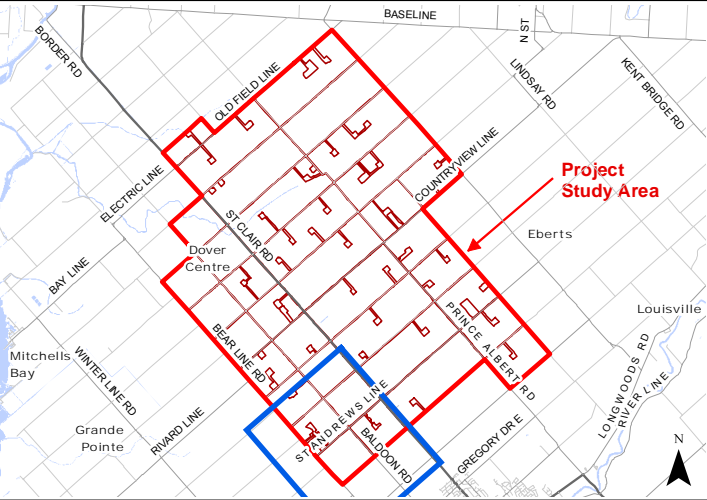 BASELINE
N ST
BORDER RD
LINDSAY RD
KENT BRIDGE RD
OLD FIELD LINE
COUNTRYVIEW LINE
ELECTRIC LINE
Project
Study Area
ST CLAIR RD
Eberts
Dover
Centre
BAY LINE
Louisville
PRINCE ALBERT RD
BEAR LINE RD
Mitchells
Bay
WINTER LINE RD
LONGWOODS RD
RIVER LINE
ST ANDREWS LINE
RIVARD LINE
Grande
Pointe
BALDOON RD
GREGORY DR E
N